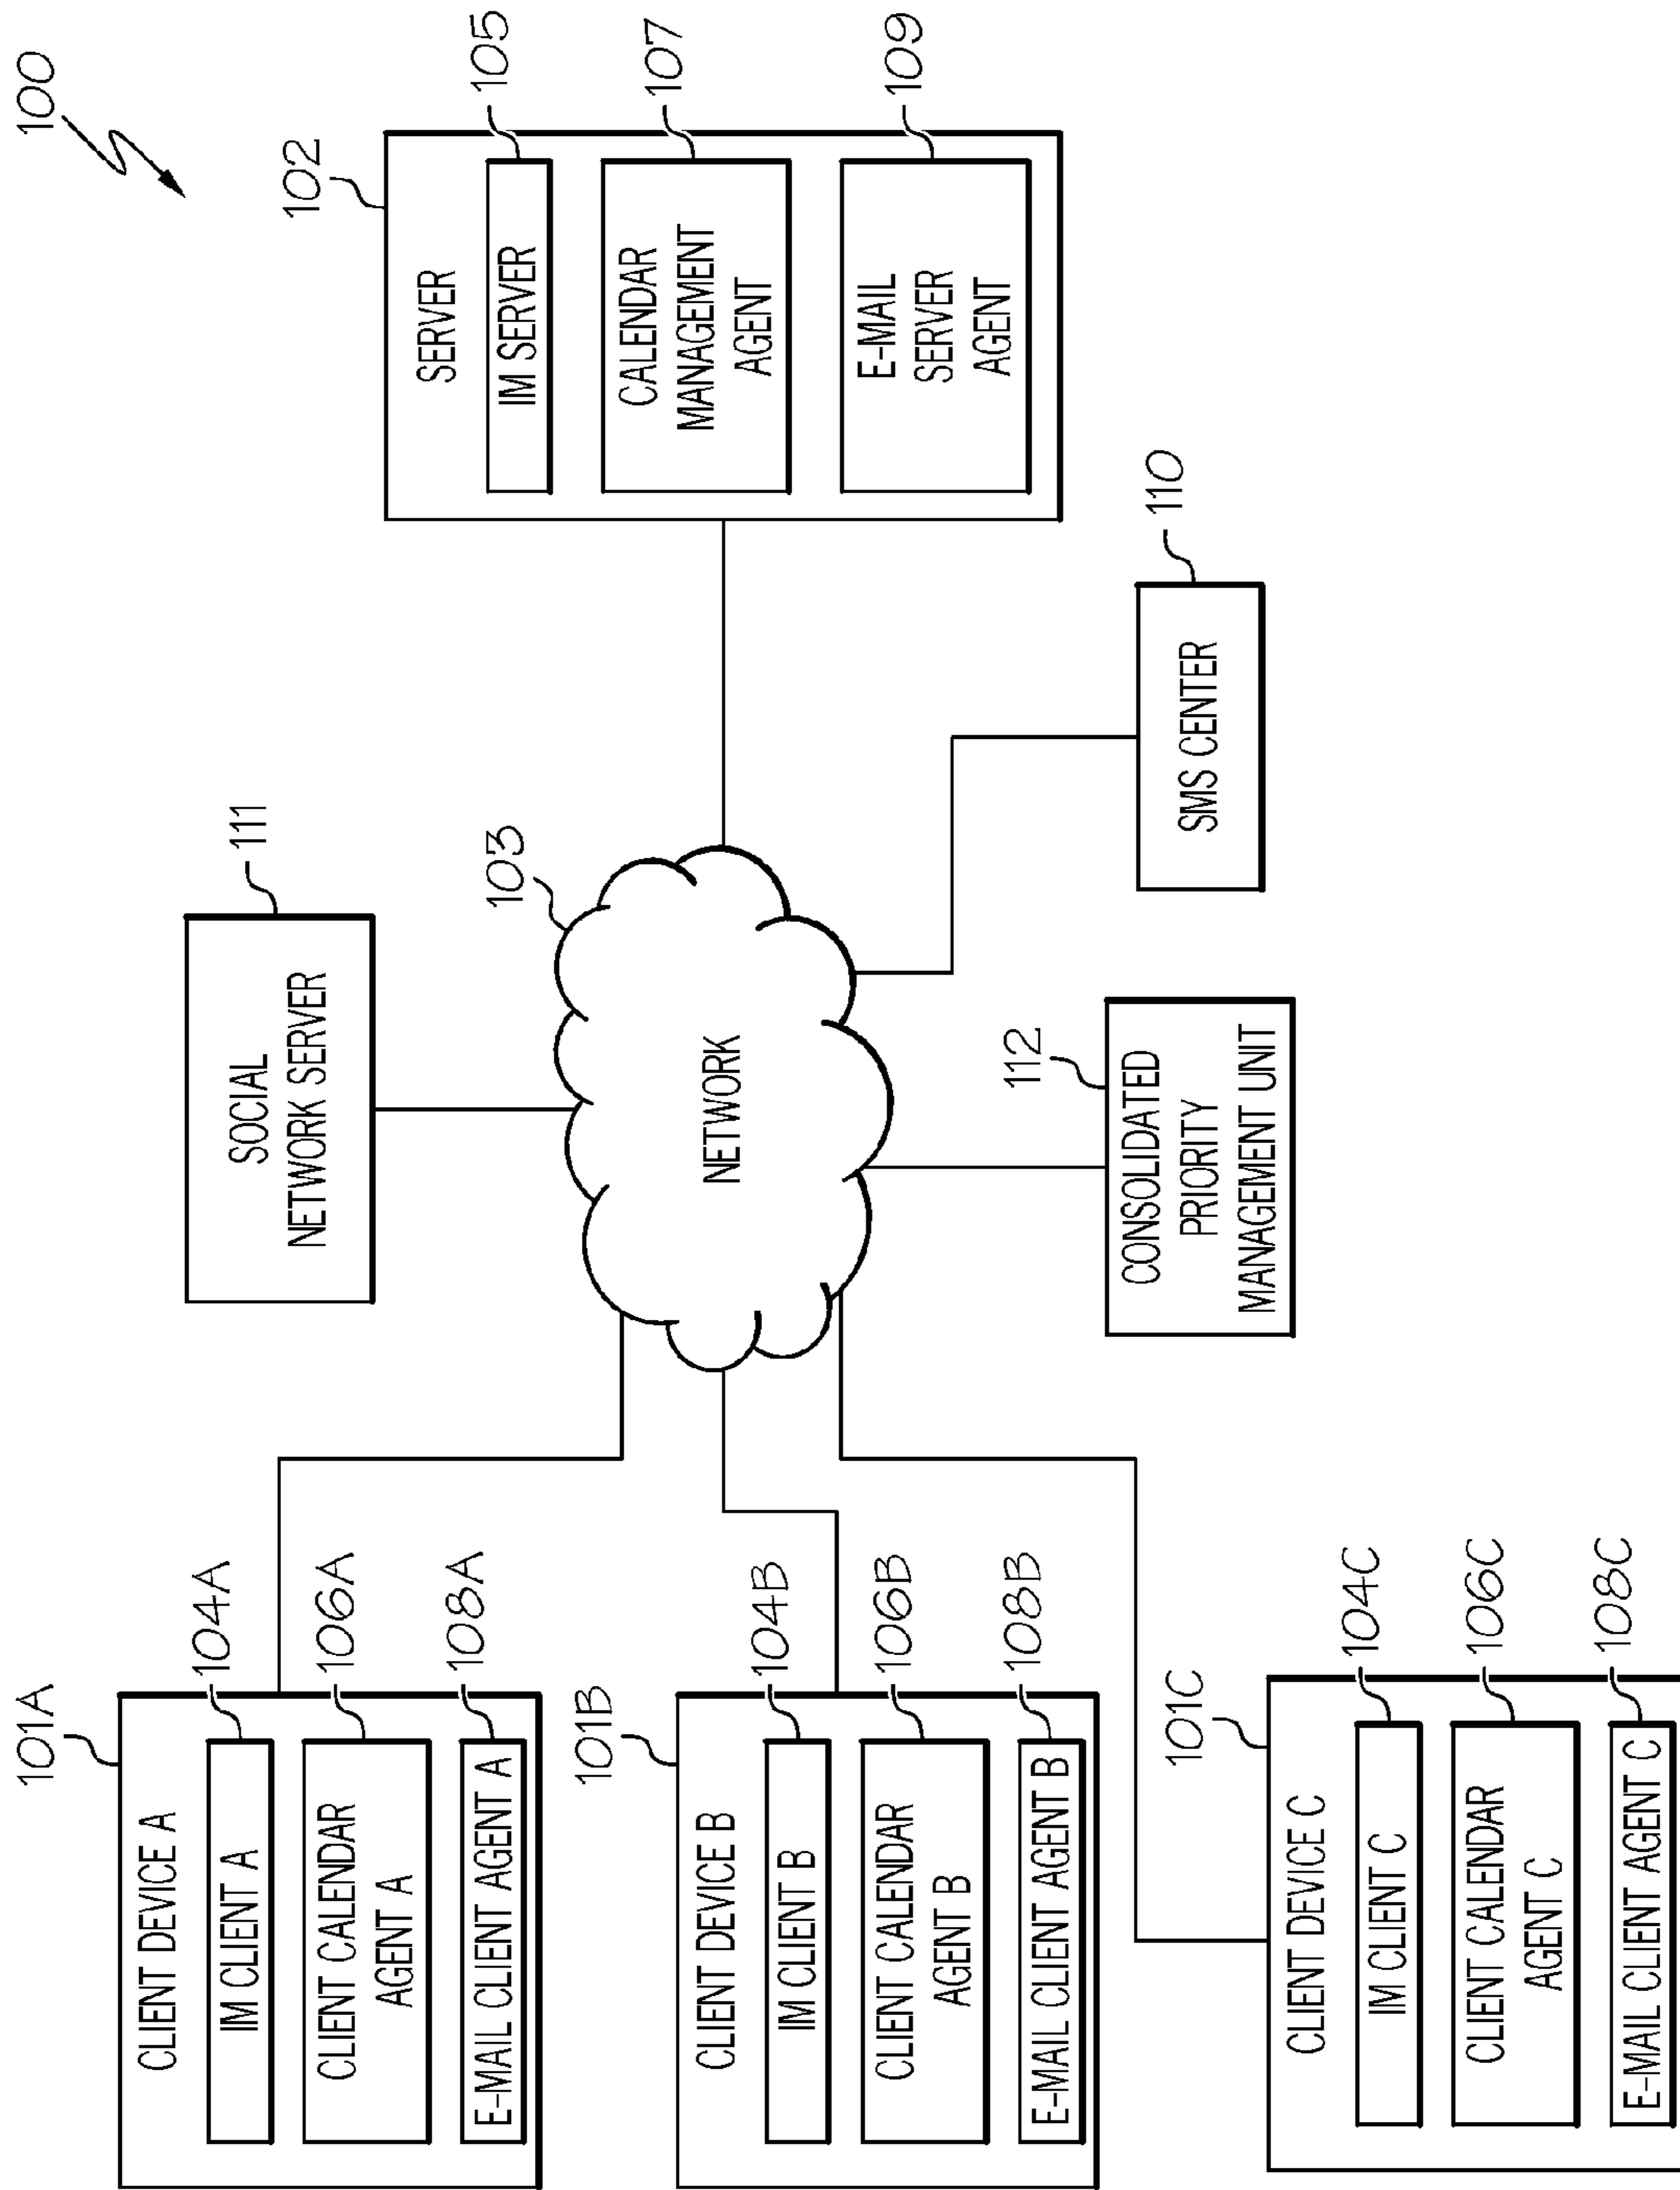 100
101A
CLIENT DEVICE A
IM CLIENT A
104A
CLIENT CALENDAR
AGENT A
106A
E-MAIL CLIENT AGENT A
108A
101B
CLIENT DEVICE B
IM CLIENT B
104B
CLIENT CALENDAR
AGENT B
106B
E-MAIL CLIENT AGENT B
108B
101C
CLIENT DEVICE C
IM CLIENT C
104C
CLIENT CALENDAR
AGENT C
106C
E-MAIL CLIENT AGENT C
108C
SOCIAL
NETWORK SERVER
111
NETWORK
103
CONSOLIDATED
PRIORITY
MANAGEMENT UNIT
112
SMS CENTER
110
102
SERVER
IM SERVER
105
CALENDAR
MANAGEMENT
AGENT
107
E-MAIL
SERVER
AGENT
109